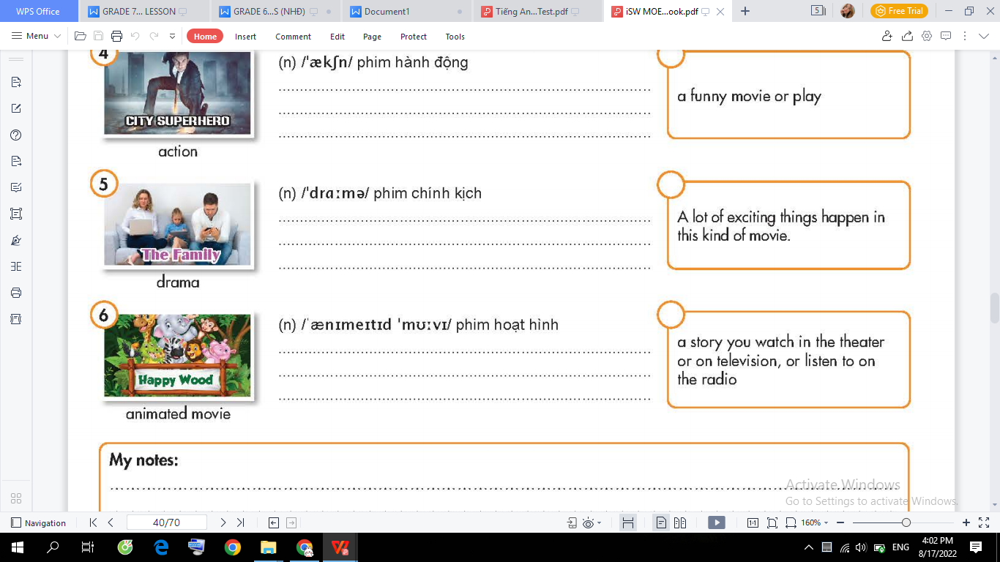 WPS Office
GRADE 7... LESSON
GRADE 6...S (NHĐ)
Document1
Tiếng An...Test.pdf
iSW MOE...ook.pdf
5
Free Trial
Menu
Home
Insert
Comment
Edit
Page
Protect
Tools
4
CITY SUPERHERO
action
(n) /ˈækʃn/ phim hành động
a funny movie or play
5
The Family
drama
(n) /ˈdrɑːmə/ phim chính kịch
A lot of exciting things happen in
this kind of movie.
6
Happy Wood
animated movie
(n) /ˈænɪmeɪtɪd ˈmʊːvɪ/ phim hoạt hình
a story you watch in the theater
or on television, or listen to on
the radio
My notes:
Activate Windows
Go to Settings to activate Windows.
Navigation
40/70
1:1
160%
ENG
4:02 PM
8/17/2022